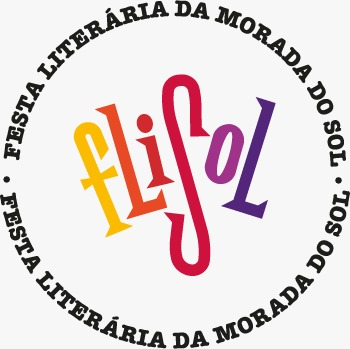 FESTA LITERÁRIA DA MORADA DO SOL
fLiSoL
• FESTA LITERÁRIA DA MORADA DO SOL •